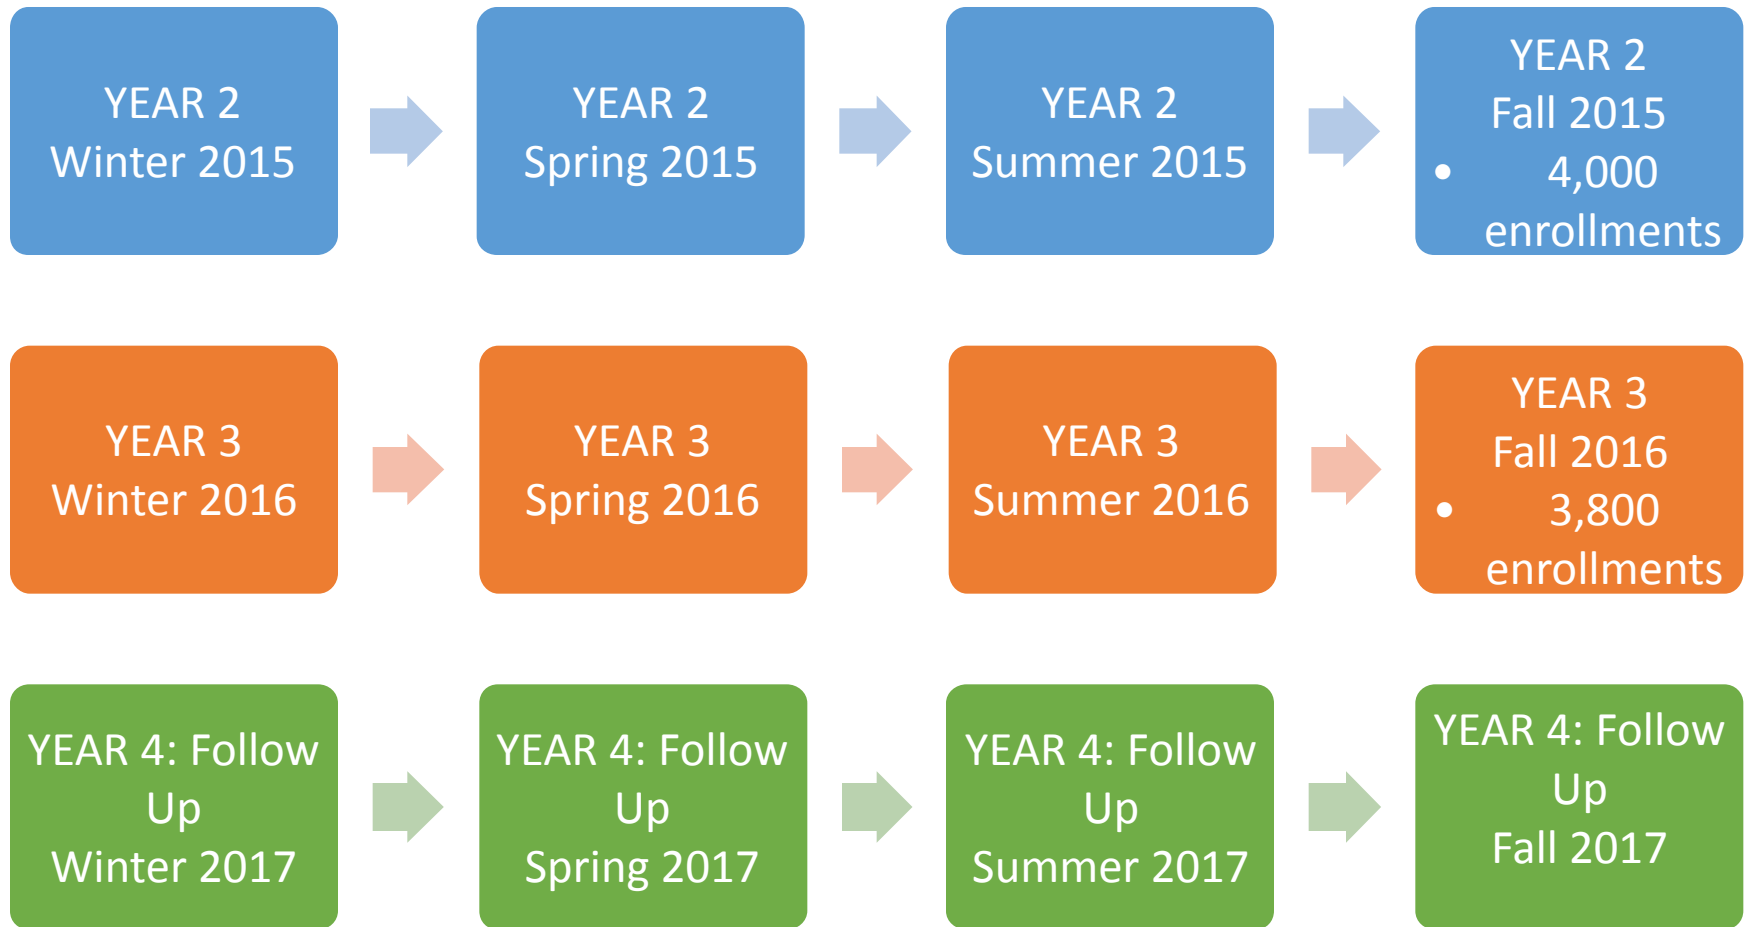 YEAR 2
Winter 2015
YEAR 2
Spring 2015
YEAR 2
Summer 2015
YEAR 2
Fall 2015
• 4,000
enrollments
YEAR 3
Winter 2016
YEAR 3
Spring 2016
YEAR 3
Summer 2016
YEAR 3
Fall 2016
• 3,800
enrollments
YEAR 4: Follow
Up
Winter 2017
YEAR 4: Follow
Up
Spring 2017
YEAR 4: Follow
Up
Summer 2017
YEAR 4: Follow
Up
Fall 2017